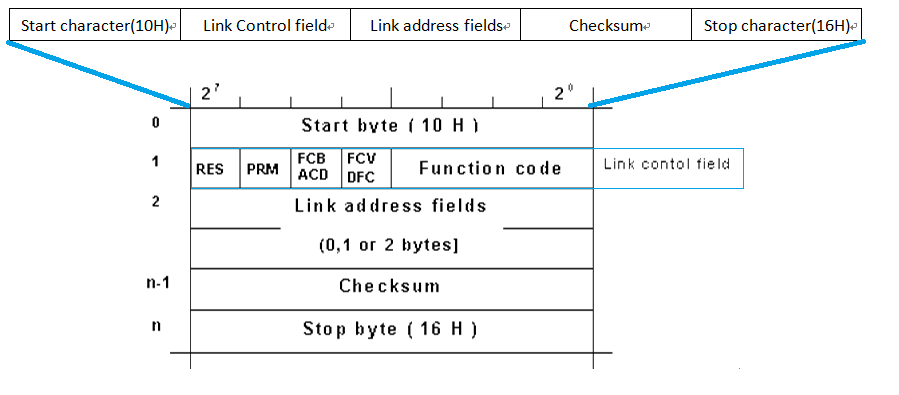 Start character(10H) Link Control field Link address fields Checksum Stop character(16H)
2⁷ 2⁰
0 Start byte ( 10 H )
1 RES PRM FCB ACD FCV DFC Function code Link contol field
2 Link address fields
(0,1 or 2 bytes]
n-1 Checksum
n Stop byte ( 16 H )